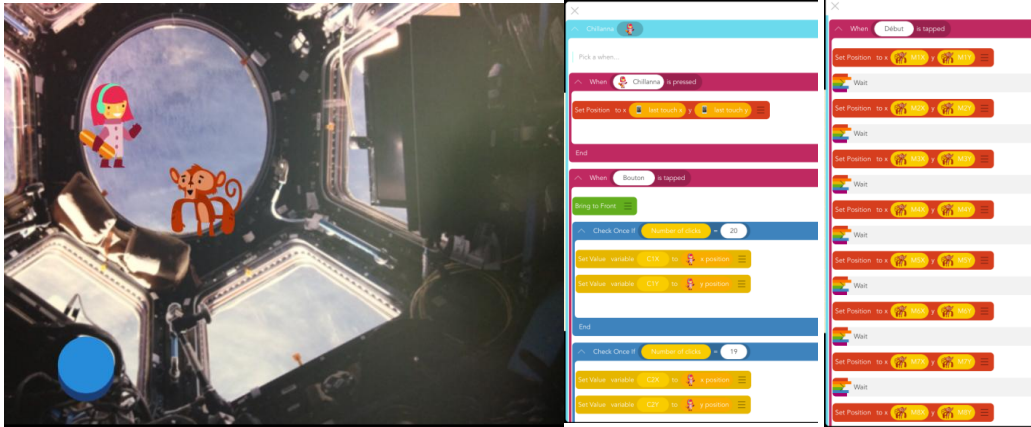 Chillanna
Pick a when...
When Chillanna is pressed
Set Position to x last touch x y last touch y
End
When Bouton is tapped
Bring to Front
Check Once If Number of clicks = 20
Set Value variable C1X to x position
Set Value variable C1Y to y position
End
Check Once If Number of clicks = 19
Set Value variable C2X to x position
Set Value variable C2Y to y position
When Début is tapped
Set Position to x M1X y M1Y
Wait
Set Position to x M2X y M2Y
Wait
Set Position to x M3X y M3Y
Wait
Set Position to x M4X y M4Y
Wait
Set Position to x M5X y M5Y
Wait
Set Position to x M6X y M6Y
Wait
Set Position to x M7X y M7Y
Wait
Set Position to x M8X y M8Y